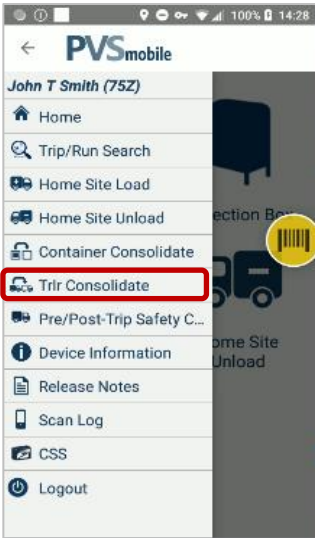 100% 14:28
PVSmobile
John T Smith (75Z)
Home
Trip/Run Search
Home Site Load
Home Site Unload
ection Box
Container Consolidate
Trlr Consolidate
Pre/Post-Trip Safety C...
ome Site
Device Information
Unload
Release Notes
Scan Log
CSS
Logout